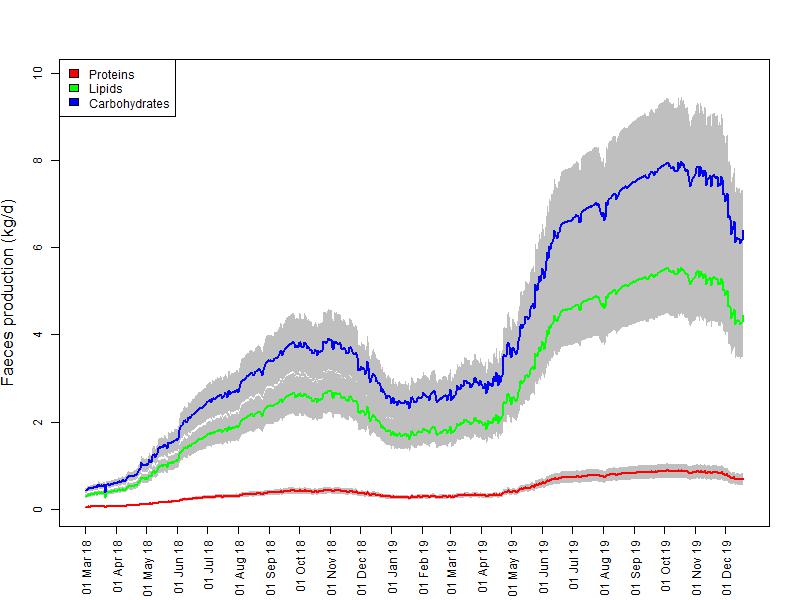 Proteins
Lipids
Carbohydrates
Faeces production (kg/d)
10
8
6
4
2
0
01 Mar 18
01 Apr 18
01 May 18
01 Jun 18
01 Jul 18
01 Aug 18
01 Sep 18
01 Oct 18
01 Nov 18
01 Dec 18
01 Jan 19
01 Feb 19
01 Mar 19
01 Apr 19
01 May 19
01 Jun 19
01 Jul 19
01 Aug 19
01 Sep 19
01 Oct 19
01 Nov 19
01 Dec 19